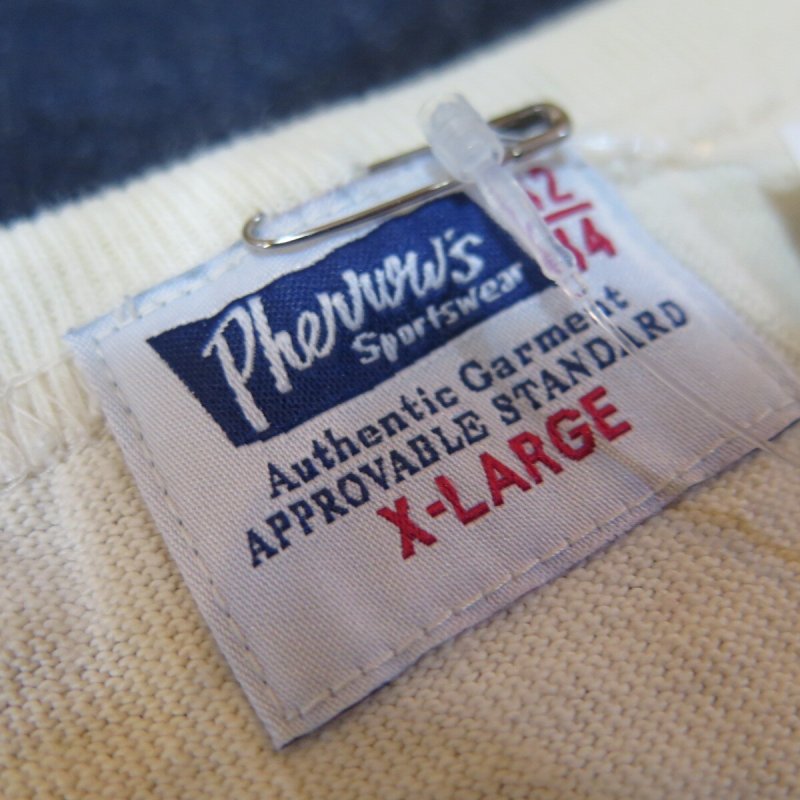 Pherrow's
Sportswear
42
44
Authentic Garment
APPROVABLE STANDARD
X-LARGE